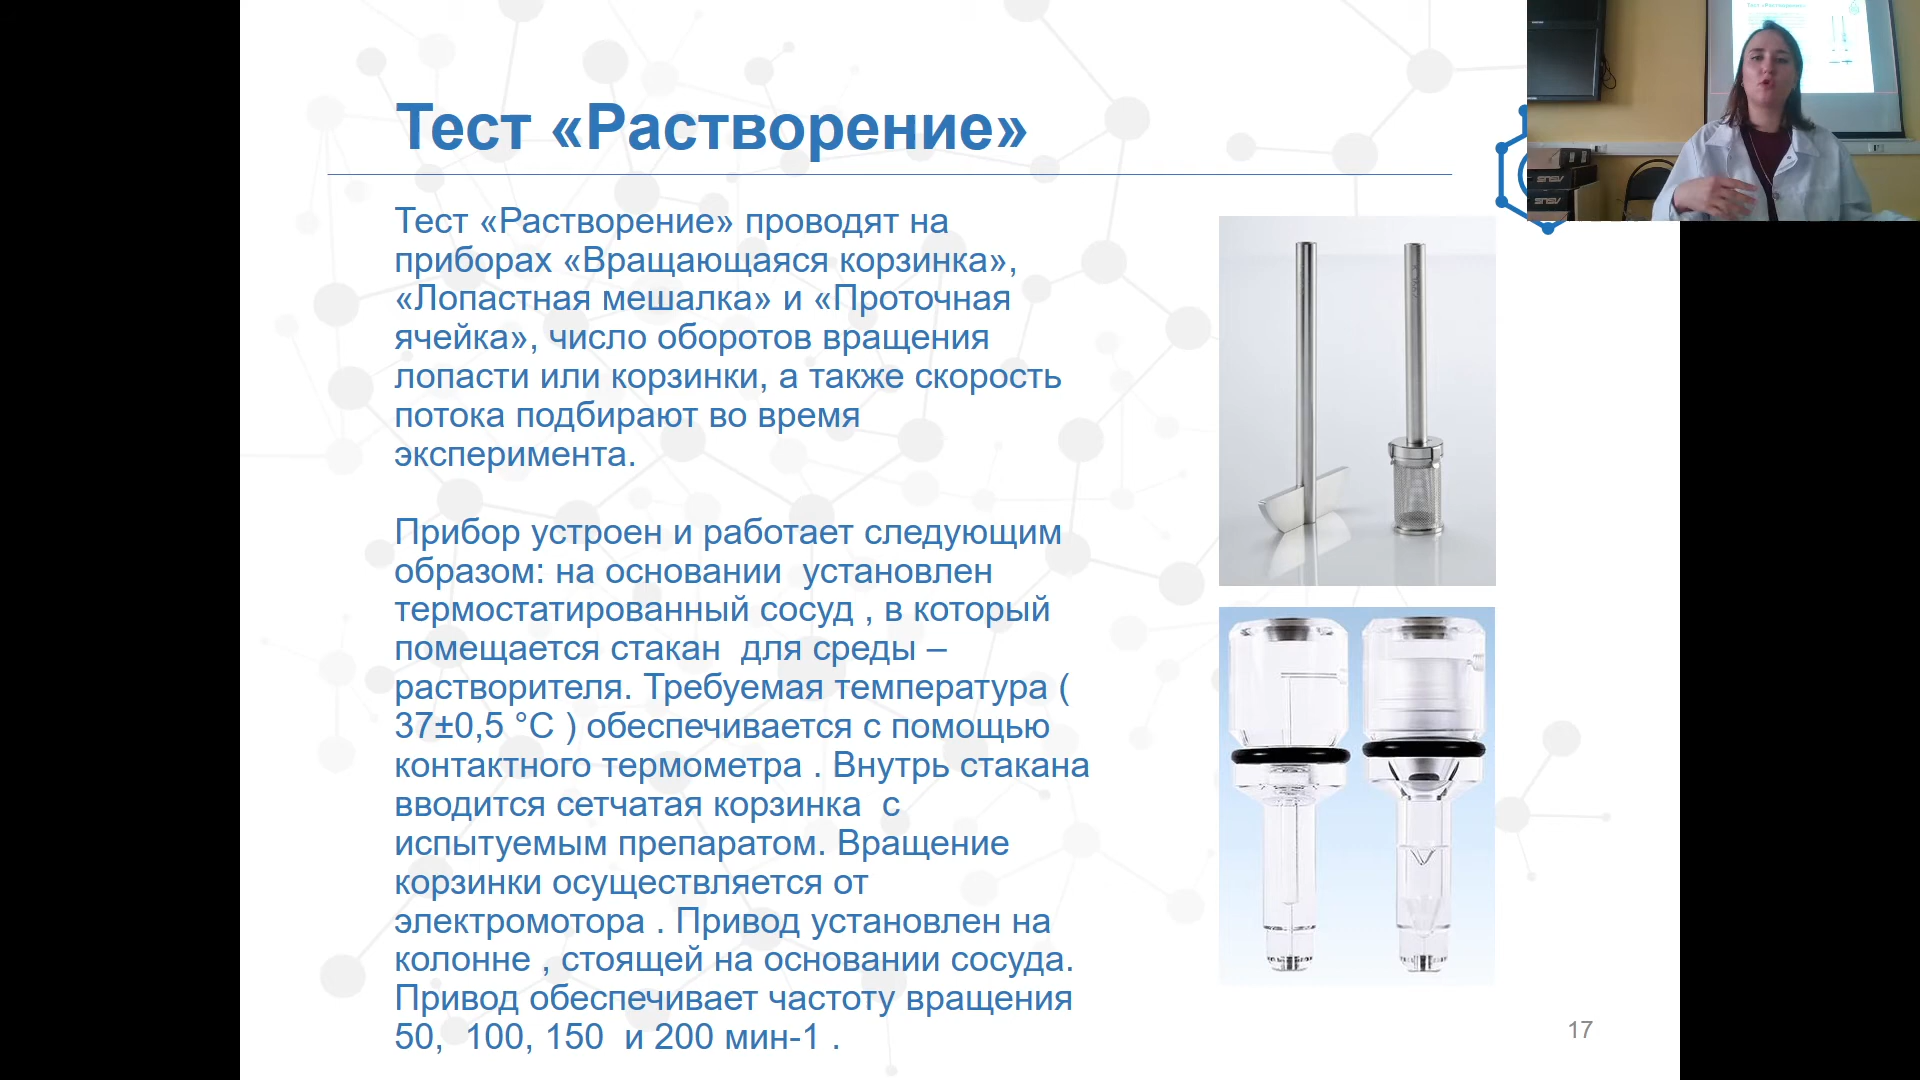 Тест «Растворение»
Тест «Растворение» проводят на
приборах «Вращающаяся корзинка»,
«Лопастная мешалка» и «Проточная
ячейка», число оборотов вращения
лопасти или корзинки, а также скорость
потока подбирают во время
эксперимента.
Прибор устроен и работает следующим
образом: на основании  установлен
термостатированный сосуд , в который
помещается стакан  для среды –
растворителя. Требуемая температура (
37±0,5 °С ) обеспечивается с помощью
контактного термометра . Внутрь стакана
вводится сетчатая корзинка  с
испытуемым препаратом. Вращение
корзинки осуществляется от
электромотора . Привод установлен на
колонне , стоящей на основании сосуда.
Привод обеспечивает частоту вращения
50,  100, 150  и 200 мин-1 .
17
Тест «Растворение»
ASUS
ASUS